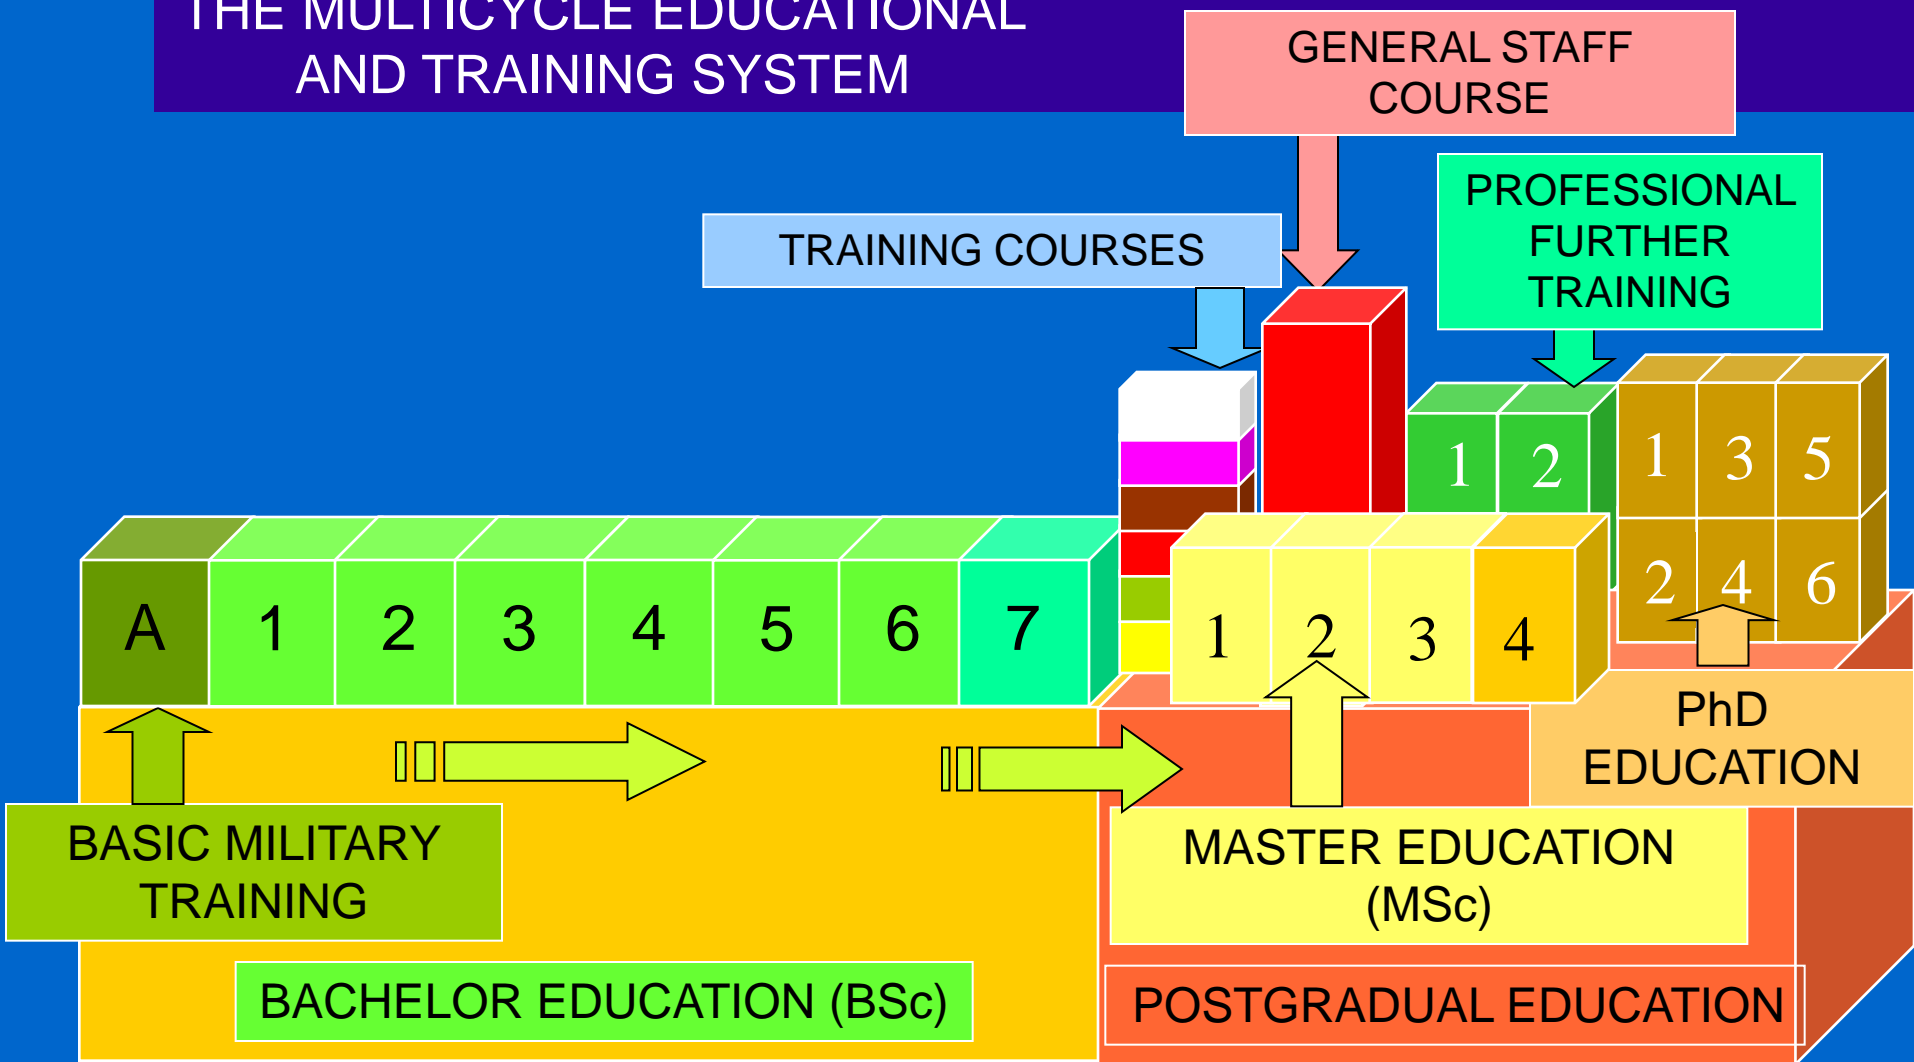 THE MULTICYCLE EDUCATIONAL
AND TRAINING SYSTEM
GENERAL STAFF
COURSE
PROFESSIONAL
FURTHER
TRAINING
TRAINING COURSES
1 2
1 3 5
2 4 6
A 1 2 3 4 5 6 7
1 2 3 4
PhD
EDUCATION
BASIC MILITARY
TRAINING
MASTER EDUCATION
(MSc)
BACHELOR EDUCATION (BSc)
POSTGRADUAL EDUCATION